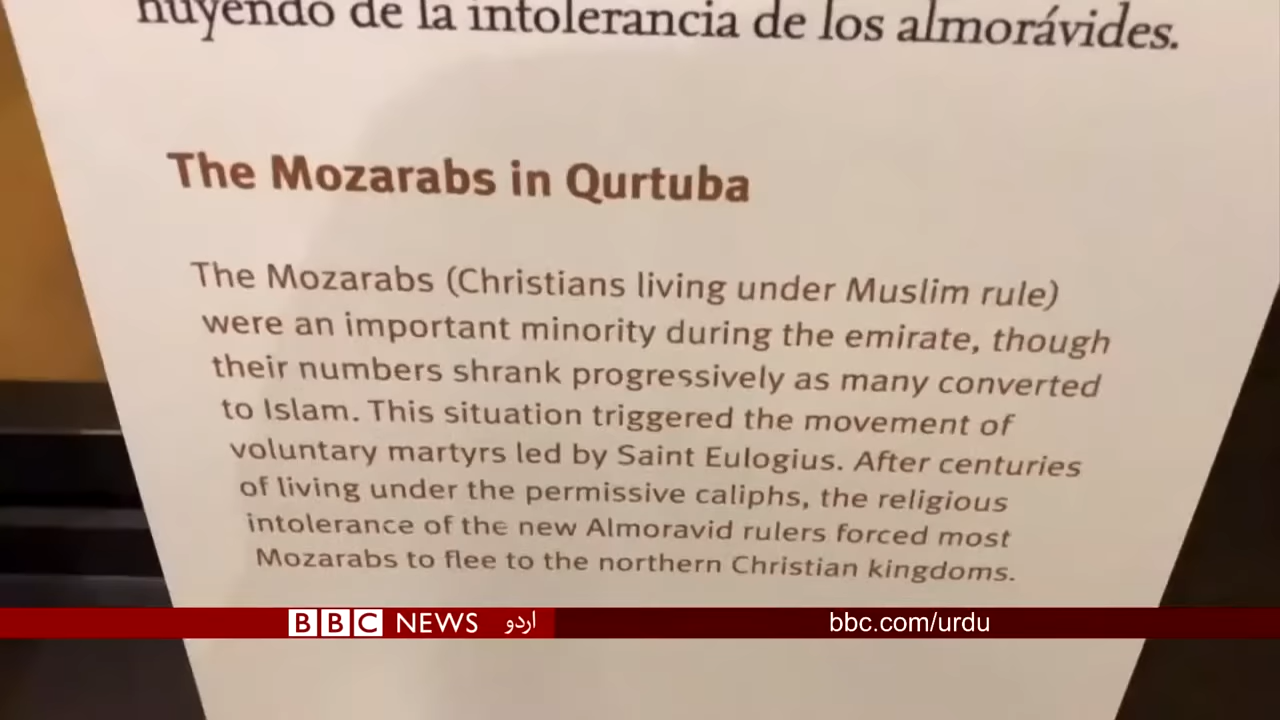 de la intolerancia de los almorávides.
The Mozarabs in Qurtuba
The Mozarabs (Christians living under Muslim rule)
were an important minority during the emirate, though
their numbers shrank progressively as many converted
to Islam. This situation triggered the movement of
voluntary martyrs led by Saint Eulogius. After centuries
of living under the permissive caliphs, the religious
intolerance of the new Almoravid rulers forced most
Mozarabs to flee to the northern Christian kingdoms.
BBC NEWS اردو bbc.com/urdu